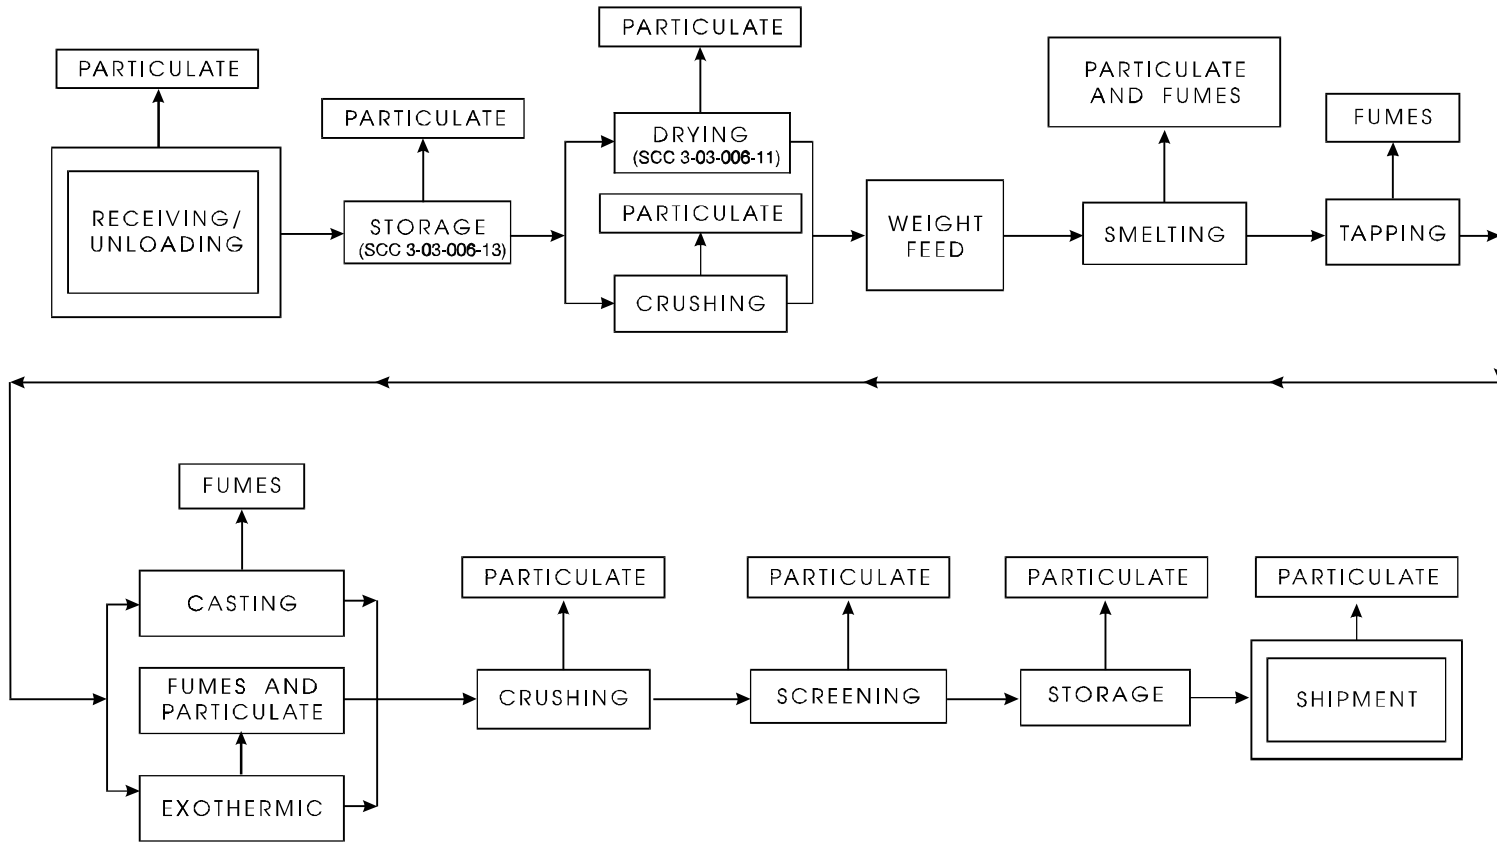 PARTICULATE
RECEIVING/
UNLOADING
PARTICULATE
STORAGE
(SCC 3-03-006-13)
PARTICULATE
DRYING
(SCC 3-03-006-11)
PARTICULATE
CRUSHING
WEIGHT
FEED
PARTICULATE
AND FUMES
SMELTING
FUMES
TAPPING
FUMES
CASTING
FUMES AND
PARTICULATE
EXOTHERMIC
PARTICULATE
CRUSHING
PARTICULATE
SCREENING
PARTICULATE
STORAGE
PARTICULATE
SHIPMENT